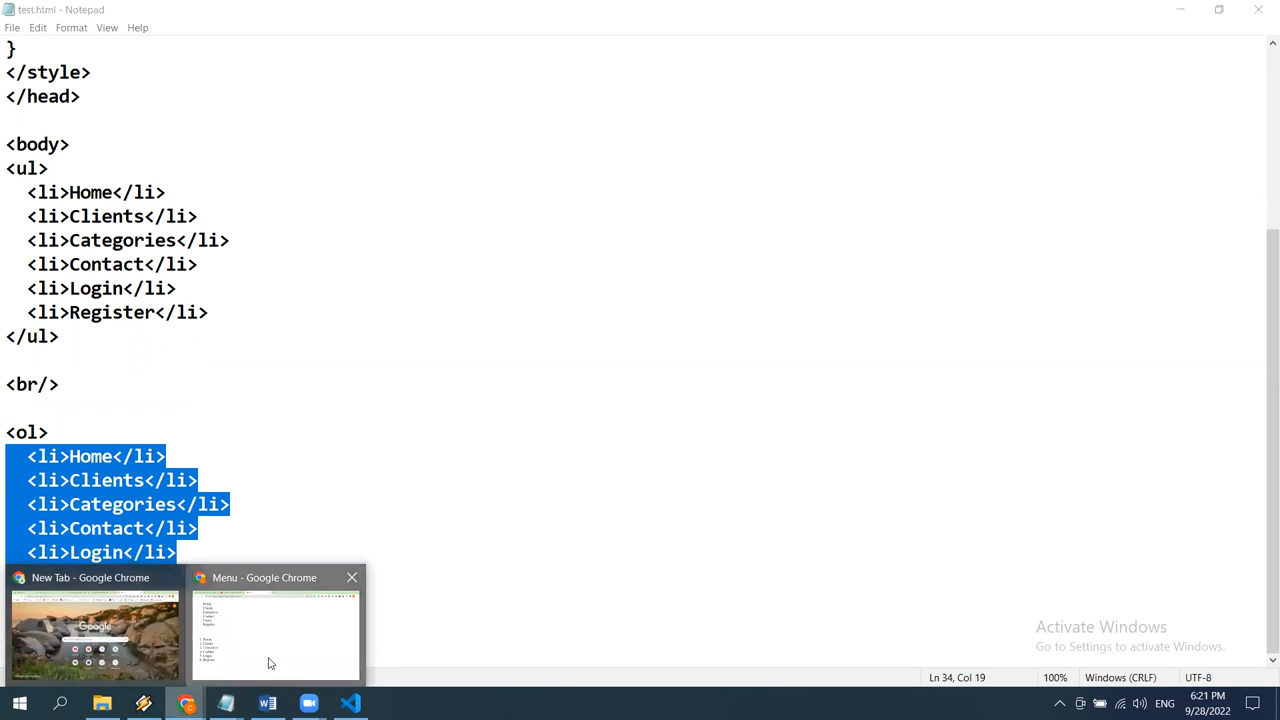 test.html - Notepad
File Edit Format View Help
}
</style>
</head>
<body>
<ul>
<li>Home</li>
<li>Clients</li>
<li>Categories</li>
<li>Contact</li>
<li>Login</li>
<li>Register</li>
</ul>
<br/>
<ol>
<li>Home</li>
<li>Clients</li>
<li>Categories</li>
<li>Contact</li>
<li>Login</li>
New Tab - Google Chrome
Menu - Google Chrome
Google
Activate Windows
Go to Settings to activate Windows.
Ln 34, Col 19
100%
Windows (CRLF)
UTF-8
ENG
6:21 PM
9/28/2022